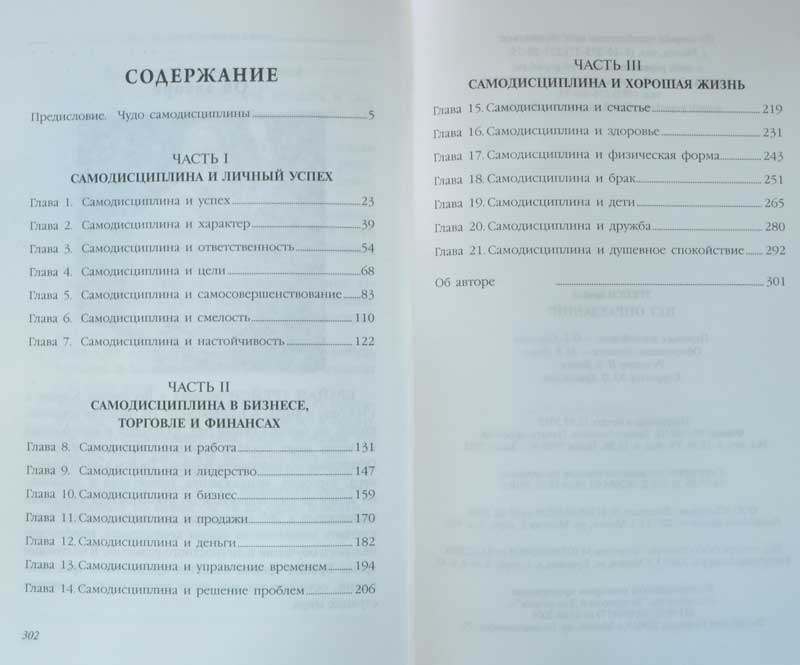 СОДЕРЖАНИЕ
Предисловие. Чудо самодисциплины 5
ЧАСТЬ I
САМОДИСЦИПЛИНА И ЛИЧНЫЙ УСПЕХ
Глава 1. Самодисциплина и успех 23
Глава 2. Самодисциплина и характер 39
Глава 3. Самодисциплина и ответственность 54
Глава 4. Самодисциплина и цели 68
Глава 5. Самодисциплина и самосовершенствование 83
Глава 6. Самодисциплина и смелость 110
Глава 7. Самодисциплина и настойчивость 122
ЧАСТЬ II
САМОДИСЦИПЛИНА В БИЗНЕСЕ,
ТОРГОВЛЕ И ФИНАНСАХ
Глава 8. Самодисциплина и работа 131
Глава 9. Самодисциплина и лидерство 147
Глава 10. Самодисциплина и бизнес 159
Глава 11. Самодисциплина и продажи 170
Глава 12. Самодисциплина и деньги 182
Глава 13. Самодисциплина и управление временем 194
Глава 14. Самодисциплина и решение проблем 206
302
ЧАСТЬ III
САМОДИСЦИПЛИНА И ХОРОШАЯ ЖИЗНЬ
Глава 15. Самодисциплина и счастье 219
Глава 16. Самодисциплина и здоровье 231
Глава 17. Самодисциплина и физическая форма 243
Глава 18. Самодисциплина и брак 251
Глава 19. Самодисциплина и дети 265
Глава 20. Самодисциплина и дружба 280
Глава 21. Самодисциплина и душевное спокойствие 292
Об авторе 301